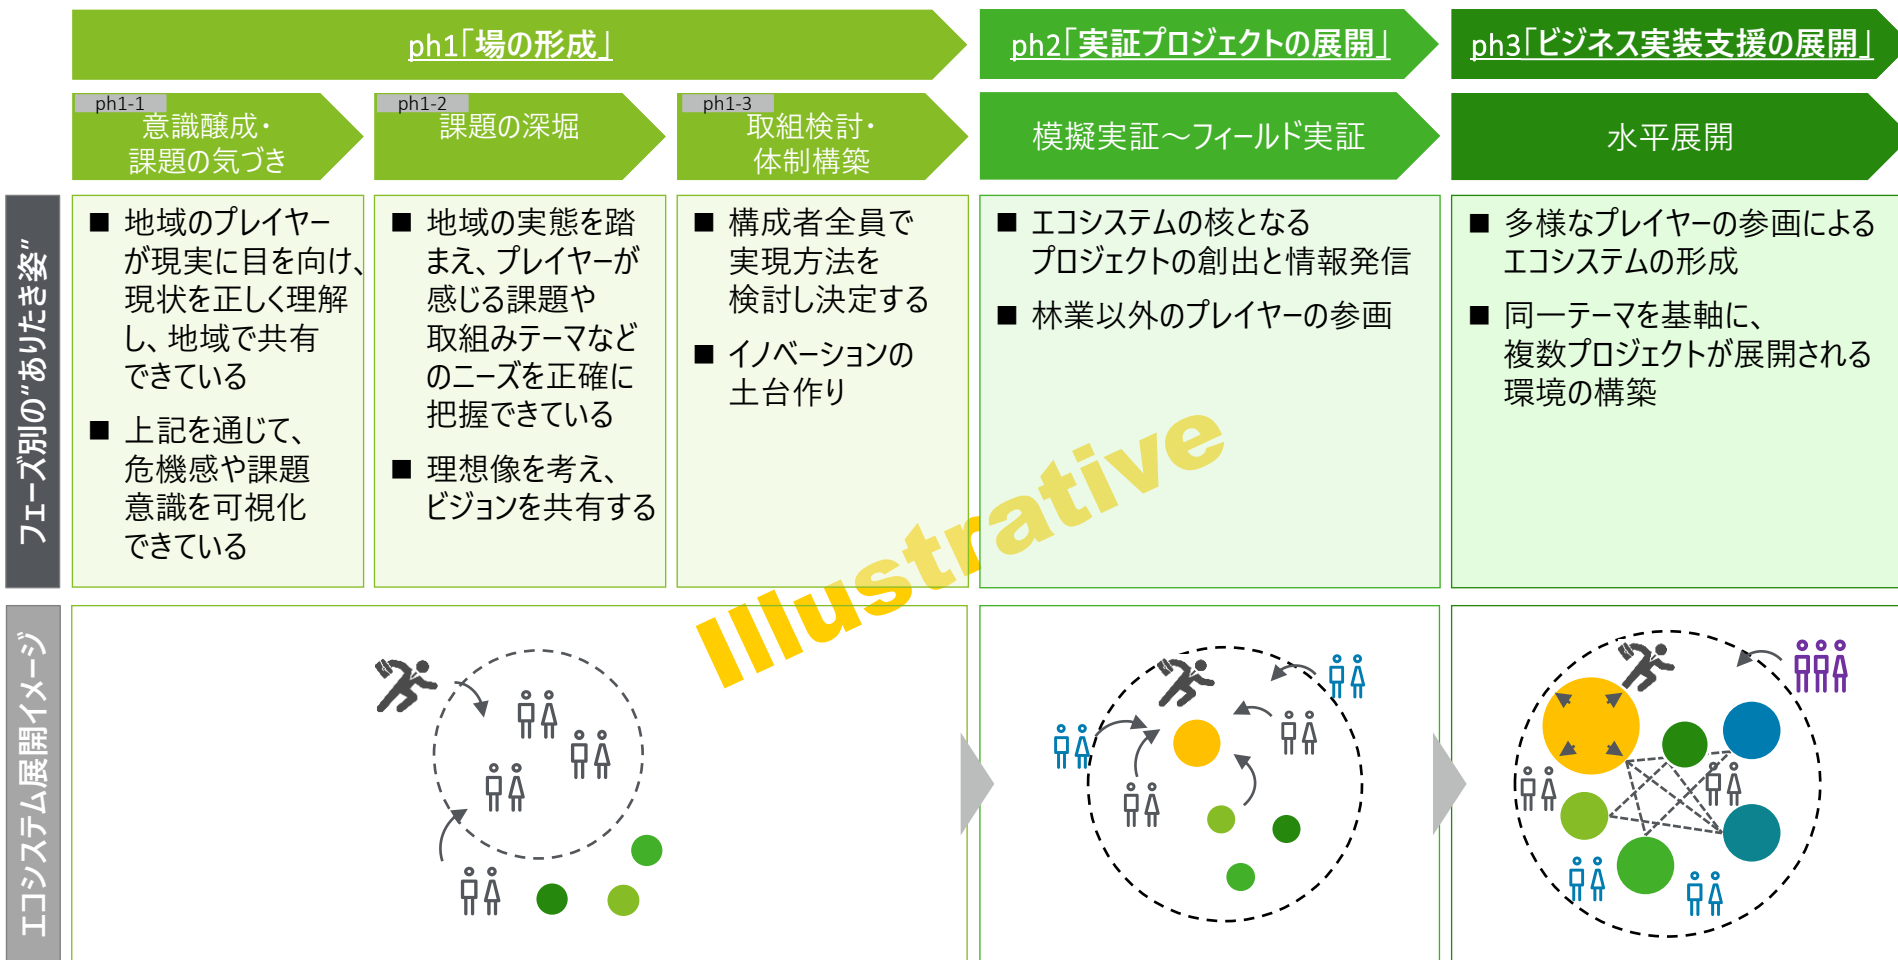 ph1「場の形成」
ph2「実証プロジェクトの展開」
ph3「ビジネス実装支援の展開」
ph1-1
意識醸成・
課題の気づき
ph1-2
課題の深堀
ph1-3
取組検討・
体制構築
模擬実証～フィールド実証
水平展開
フェーズ別の“ありたき姿”
■ 地域のプレイヤー
が現実に目を向け、
現状を正しく理解
し、地域で共有
できている
■ 上記を通じて、
危機感や課題
意識を可視化
できている
■ 地域の実態を踏
まえ、プレイヤーが
感じる課題や
取組みテーマなど
のニーズを正確に
把握できている
■ 理想像を考え、
ビジョンを共有する
■ 構成者全員で
実現方法を
検討し決定する
■ イノベーションの
土台作り
■ エコシステムの核となる
プロジェクトの創出と情報発信
■ 林業以外のプレイヤーの参画
■ 多様なプレイヤーの参画による
エコシステムの形成
■ 同一テーマを基軸に、
複数プロジェクトが展開される
環境の構築
Illustrative
エコシステム展開イメージ